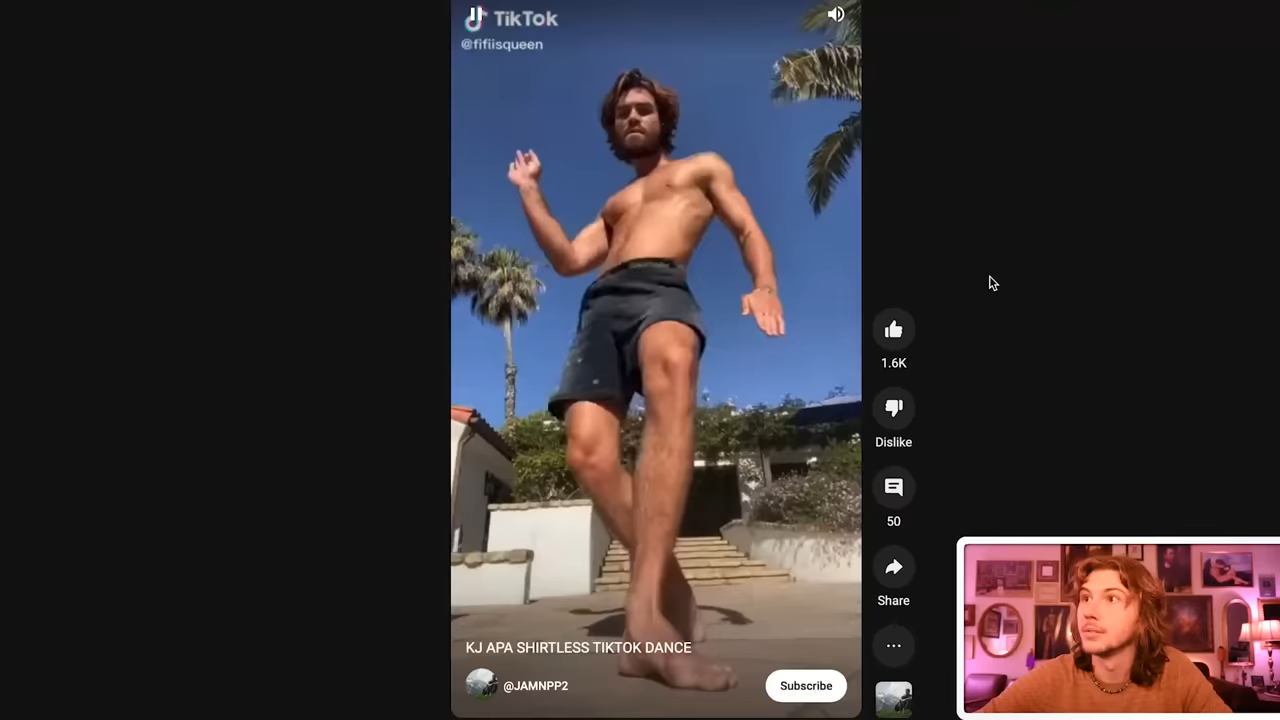 TikTok
@fifiisqueen
1.6K
Dislike
50
Share
KJ APA SHIRTLESS TIKTOK DANCE
@JAMNPP2
Subscribe